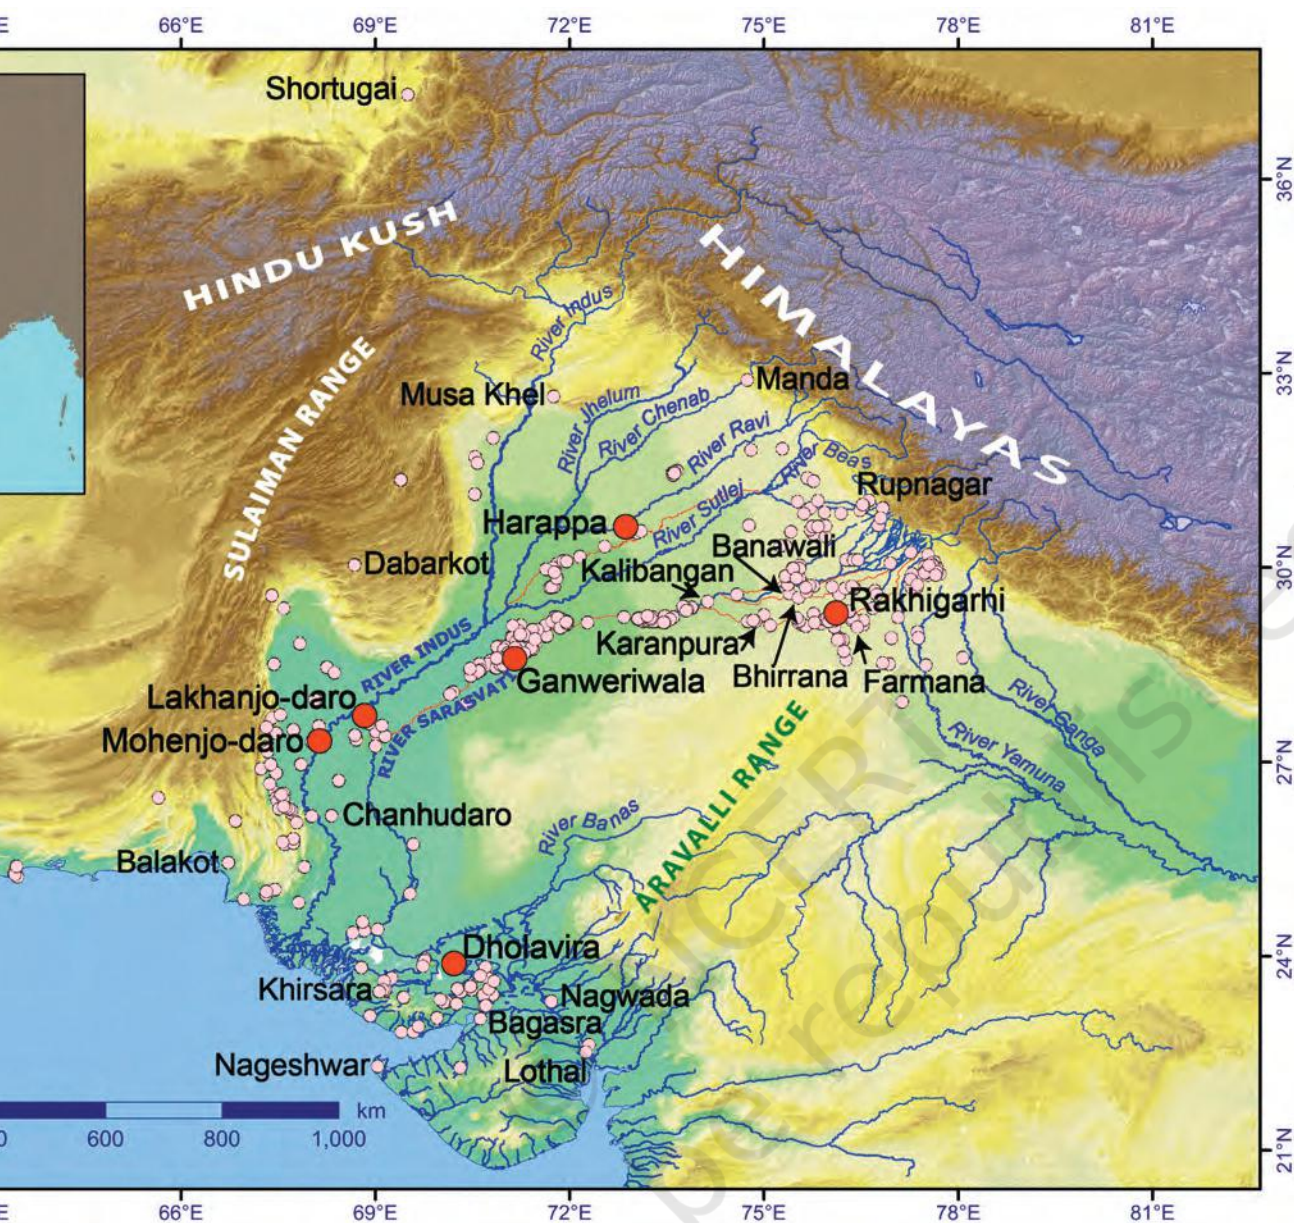 66°E
69°E
72°E
75°E
78°E
81°E
Shortugai
36°N
HINDU KUSH
HIMALAYAS
River Indus
SULAIMAN RANGE
33°N
Manda
Musa Khel
River Jhelum
River Chenab
River Ravi
River Beas
Rupnagar
River Sutlej
Harappa
Banawali
30°N
Dabarkot
Kalibangan
Rakhigarhi
RIVER INDUS
Karanpura
Bhirrana
Farmana
Ganweriwala
RIVER SARASVATI
Lakhanjo-daro
Mohenjo-daro
River Ganga
River Yamuna
27°N
ARAVALLI RANGE
Chanhudaro
River Banas
Balakot
24°N
Dholavira
Khirsara
Nagwada
Bagasra
Nageshwar
Lothal
km
600
800
1,000
21°N
66°E
69°E
72°E
75°E
78°E
81°E